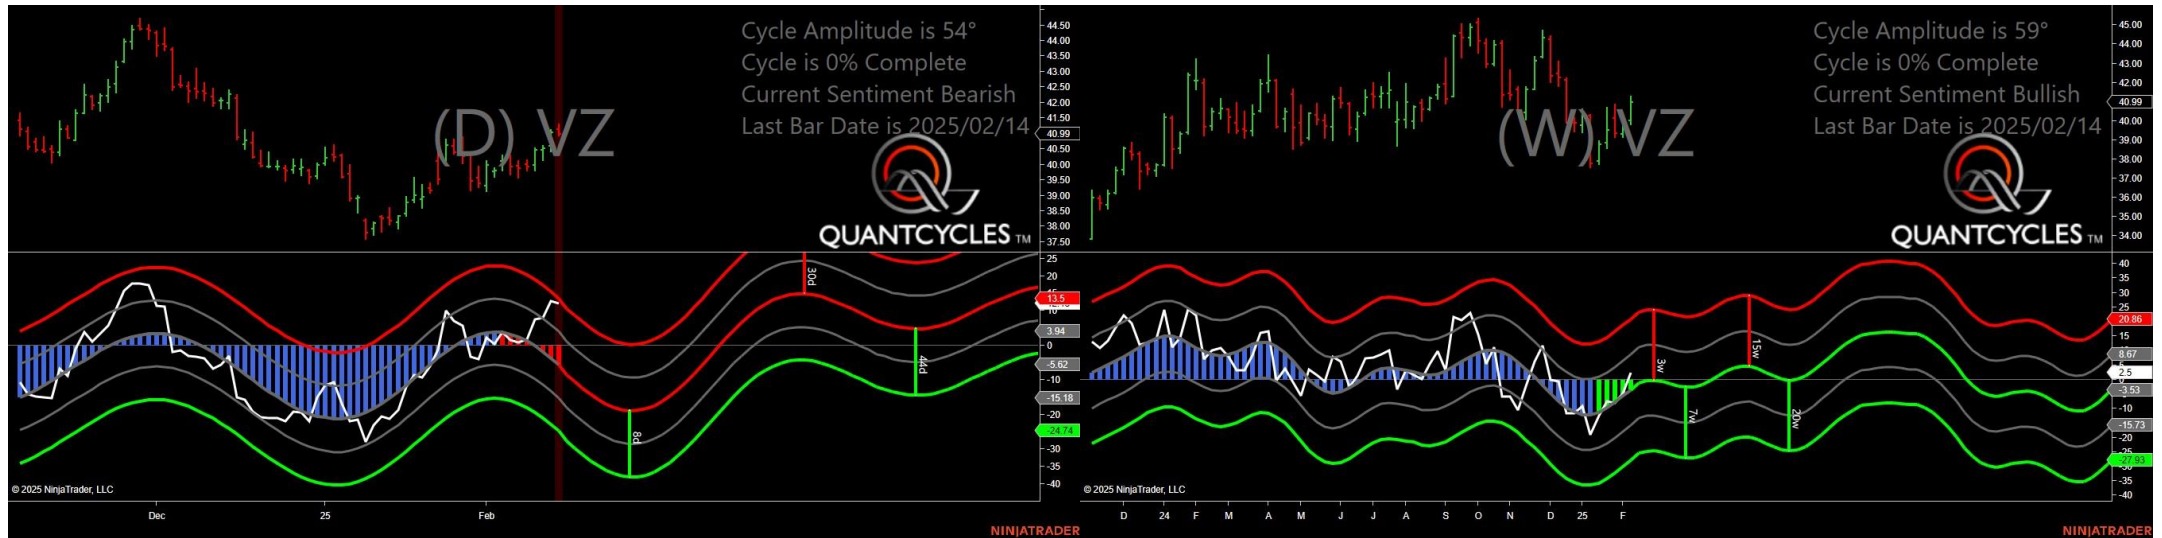 Cycle Amplitude is 54°
Cycle is 0% Complete
Current Sentiment Bearish
Last Bar Date is 2025/02/14
(D) VZ
QUANTCYCLES TM
44.50
44.00
43.50
43.00
42.50
42.00
41.50
40.99
40.50
40.00
39.50
39.00
38.50
38.00
37.50
25
20
15
13.5
10
3.94
0
-5.62
-10
-15.18
-20
-24.74
-30
-35
-40
30d
44d
8d
© 2025 NinjaTrader, LLC
Dec
25
Feb
NINJATRADER
Cycle Amplitude is 59°
Cycle is 0% Complete
Current Sentiment Bullish
Last Bar Date is 2025/02/14
(W) VZ
QUANTCYCLES TM
45.00
44.00
43.00
42.00
40.99
40.00
39.00
38.00
37.00
36.00
35.00
34.00
40
35
30
25
20.86
15
8.67
2.5
-3.53
-10
-15.73
-20
-27.93
-35
-40
3w
15w
7w
20w
© 2025 NinjaTrader, LLC
D
24
F
M
A
M
J
J
A
S
O
N
D
25
F
NINJATRADER